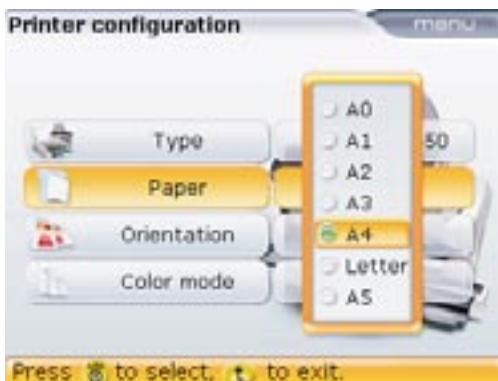 Printer configuration
menu
Type
50
Paper
Orientation
Color mode
A0
A1
A2
A3
A4
Letter
A5
Press to select, to exit.